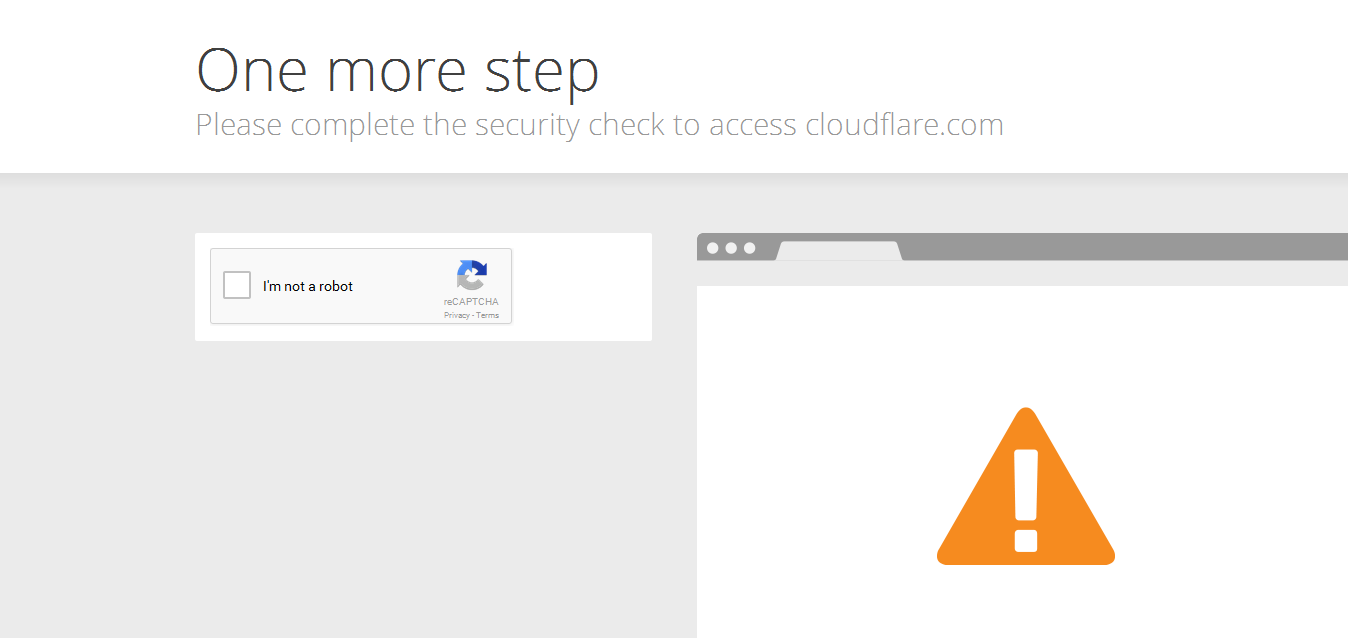 One more step
Please complete the security check to access cloudflare.com
I'm not a robot
reCAPTCHA
Privacy - Terms